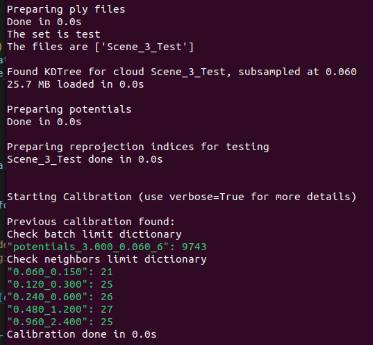 Preparing ply files
Done in 0.0s
The set is test
The files are ['Scene_3_Test']
Found KDTree for cloud Scene_3_Test, subsampled at 0.060
25.7 MB loaded in 0.0s
Preparing potentials
Done in 0.0s
Preparing reprojection indices for testing
Scene_3_Test done in 0.0s
Starting Calibration (use verbose=True for more details)
Previous calibration found:
Check batch limit dictionary
"potentials_3.000_0.060_6": 9743
Check neighbors limit dictionary
"0.060_0.150": 21
"0.120_0.300": 25
"0.240_0.600": 26
"0.480_1.200": 27
"0.960_2.400": 25
Calibration done in 0.0s